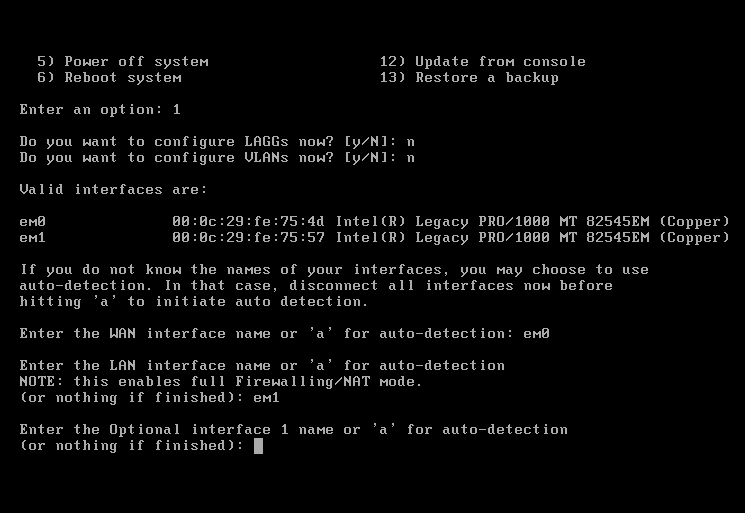 5) Power off system 12) Update from console
6) Reboot system 13) Restore a backup
Enter an option: 1
Do you want to configure LAGGs now? [y/N]: n
Do you want to configure VLANs now? [y/N]: n
Valid interfaces are:
em0 00:0c:29:fe:75:4d Intel(R) Legacy PRO/1000 MT 82545EM (Copper)
em1 00:0c:29:fe:75:57 Intel(R) Legacy PRO/1000 MT 82545EM (Copper)
If you do not know the names of your interfaces, you may choose to use
auto-detection. In that case, disconnect all interfaces now before
hitting 'a' to initiate auto detection.
Enter the WAN interface name or 'a' for auto-detection: em0
Enter the LAN interface name or 'a' for auto-detection
NOTE: this enables full Firewalling/NAT mode.
(or nothing if finished): em1
Enter the Optional interface 1 name or 'a' for auto-detection
(or nothing if finished):